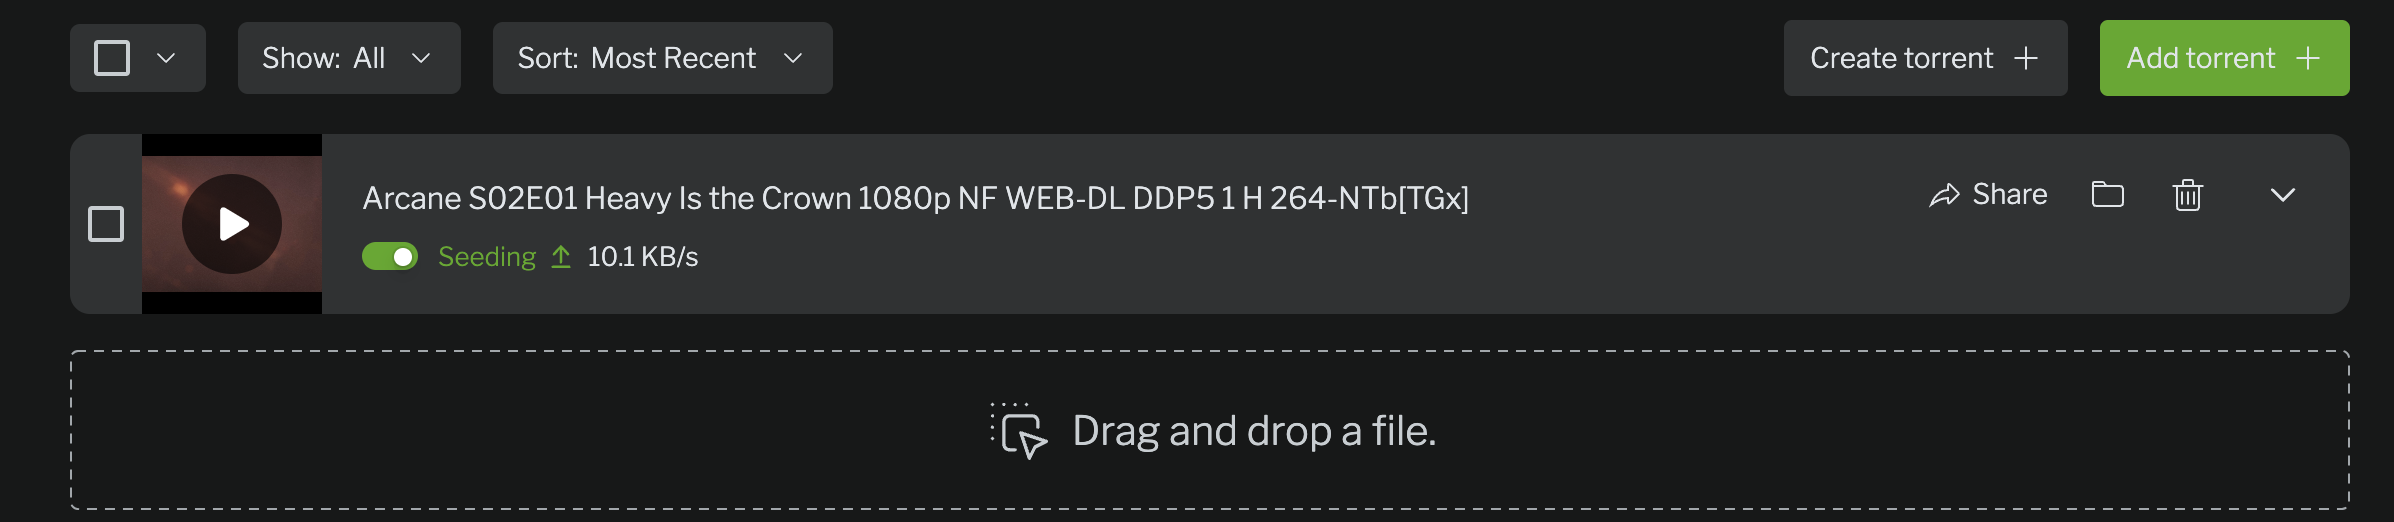 Show: All
Sort: Most Recent
Create torrent
Add torrent
Arcane S02E01 Heavy Is the Crown 1080p NF WEB-DL DDP5 1 H 264-NTb[TGx]
Share
Seeding 10.1 KB/s
Drag and drop a file.